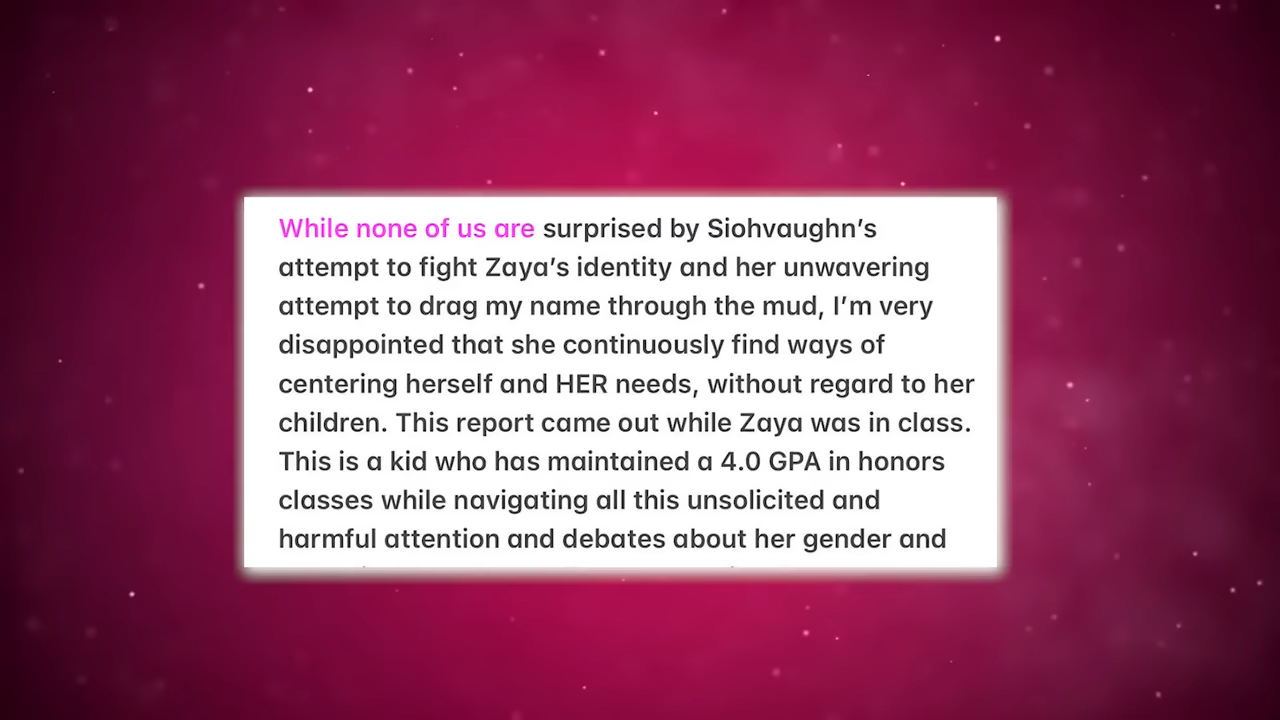 While none of us are surprised by Siohvaughn’s
attempt to fight Zaya’s identity and her unwavering
attempt to drag my name through the mud, I’m very
disappointed that she continuously find ways of
centering herself and HER needs, without regard to her
children. This report came out while Zaya was in class.
This is a kid who has maintained a 4.0 GPA in honors
classes while navigating all this unsolicited and
harmful attention and debates about her gender and